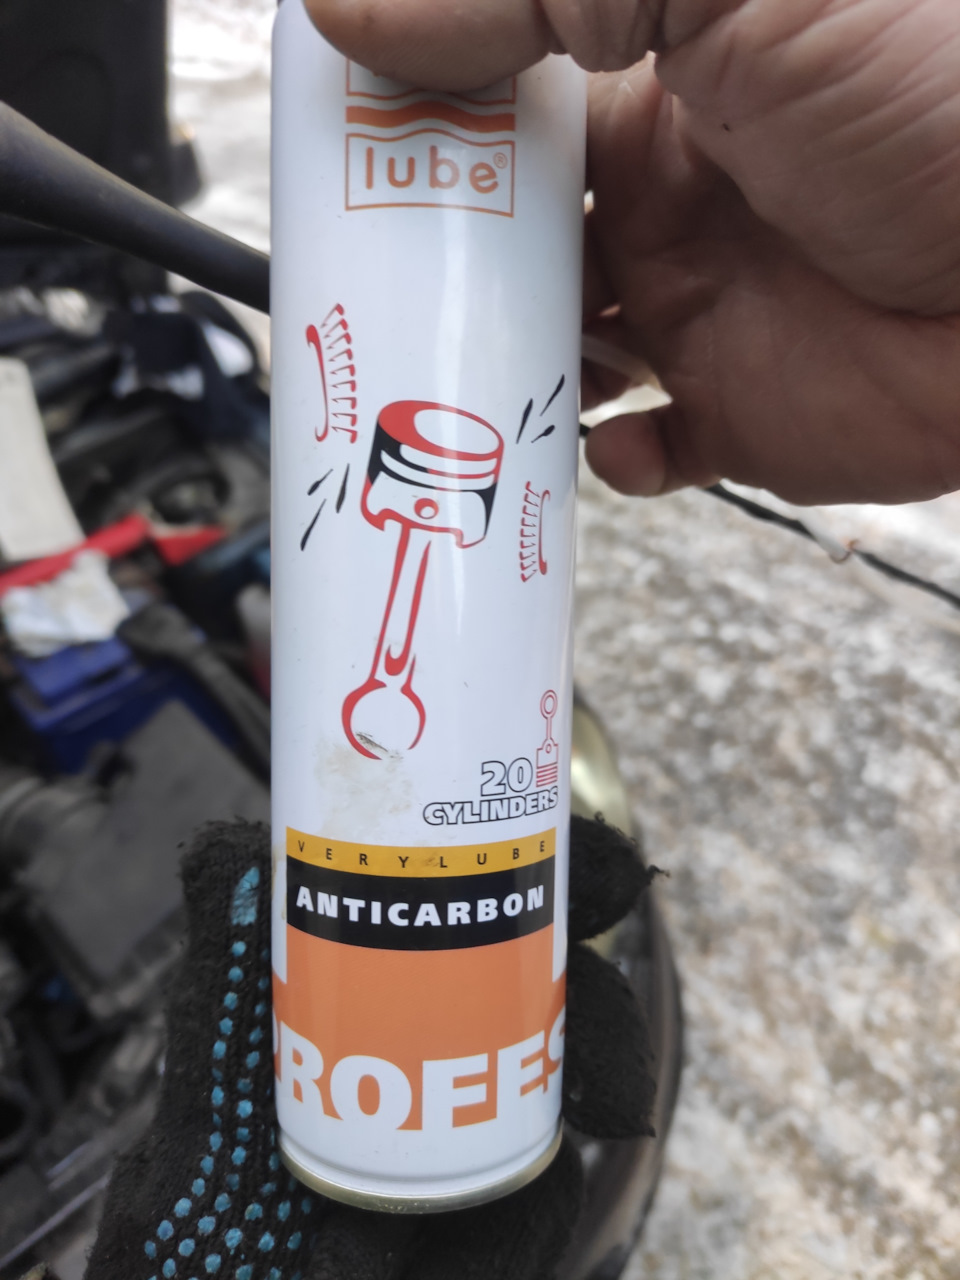 lube®
20
CYLINDERS
VERYLUBE
ANTICARBON
ROFES